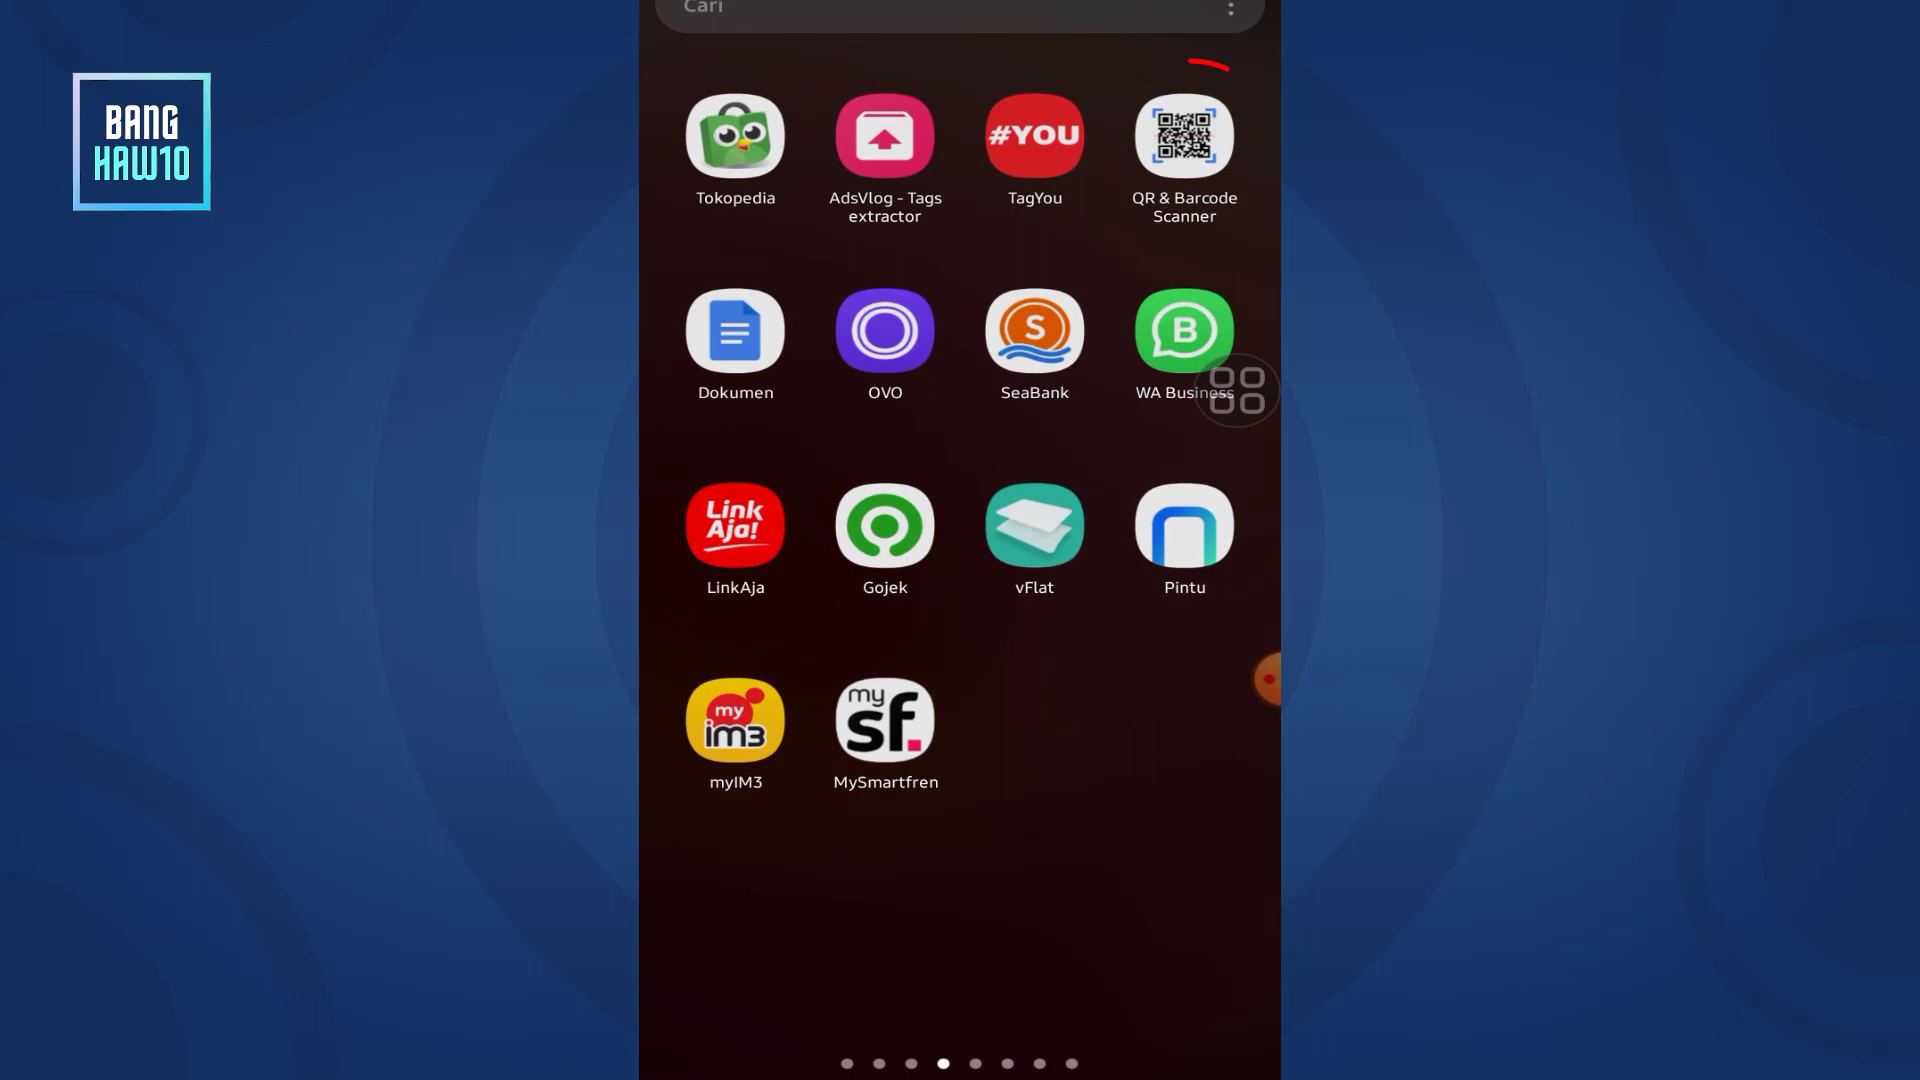 Cari
BANG
HAW10
#YOU
Tokopedia
AdsVlog - Tags
extractor
TagYou
QR & Barcode
Scanner
S
B
Dokumen
OVO
SeaBank
WA Business
Link
Aja!
LinkAja
Gojek
vFlat
Pintu
my
im3
my
sf.
myIM3
MySmartfren